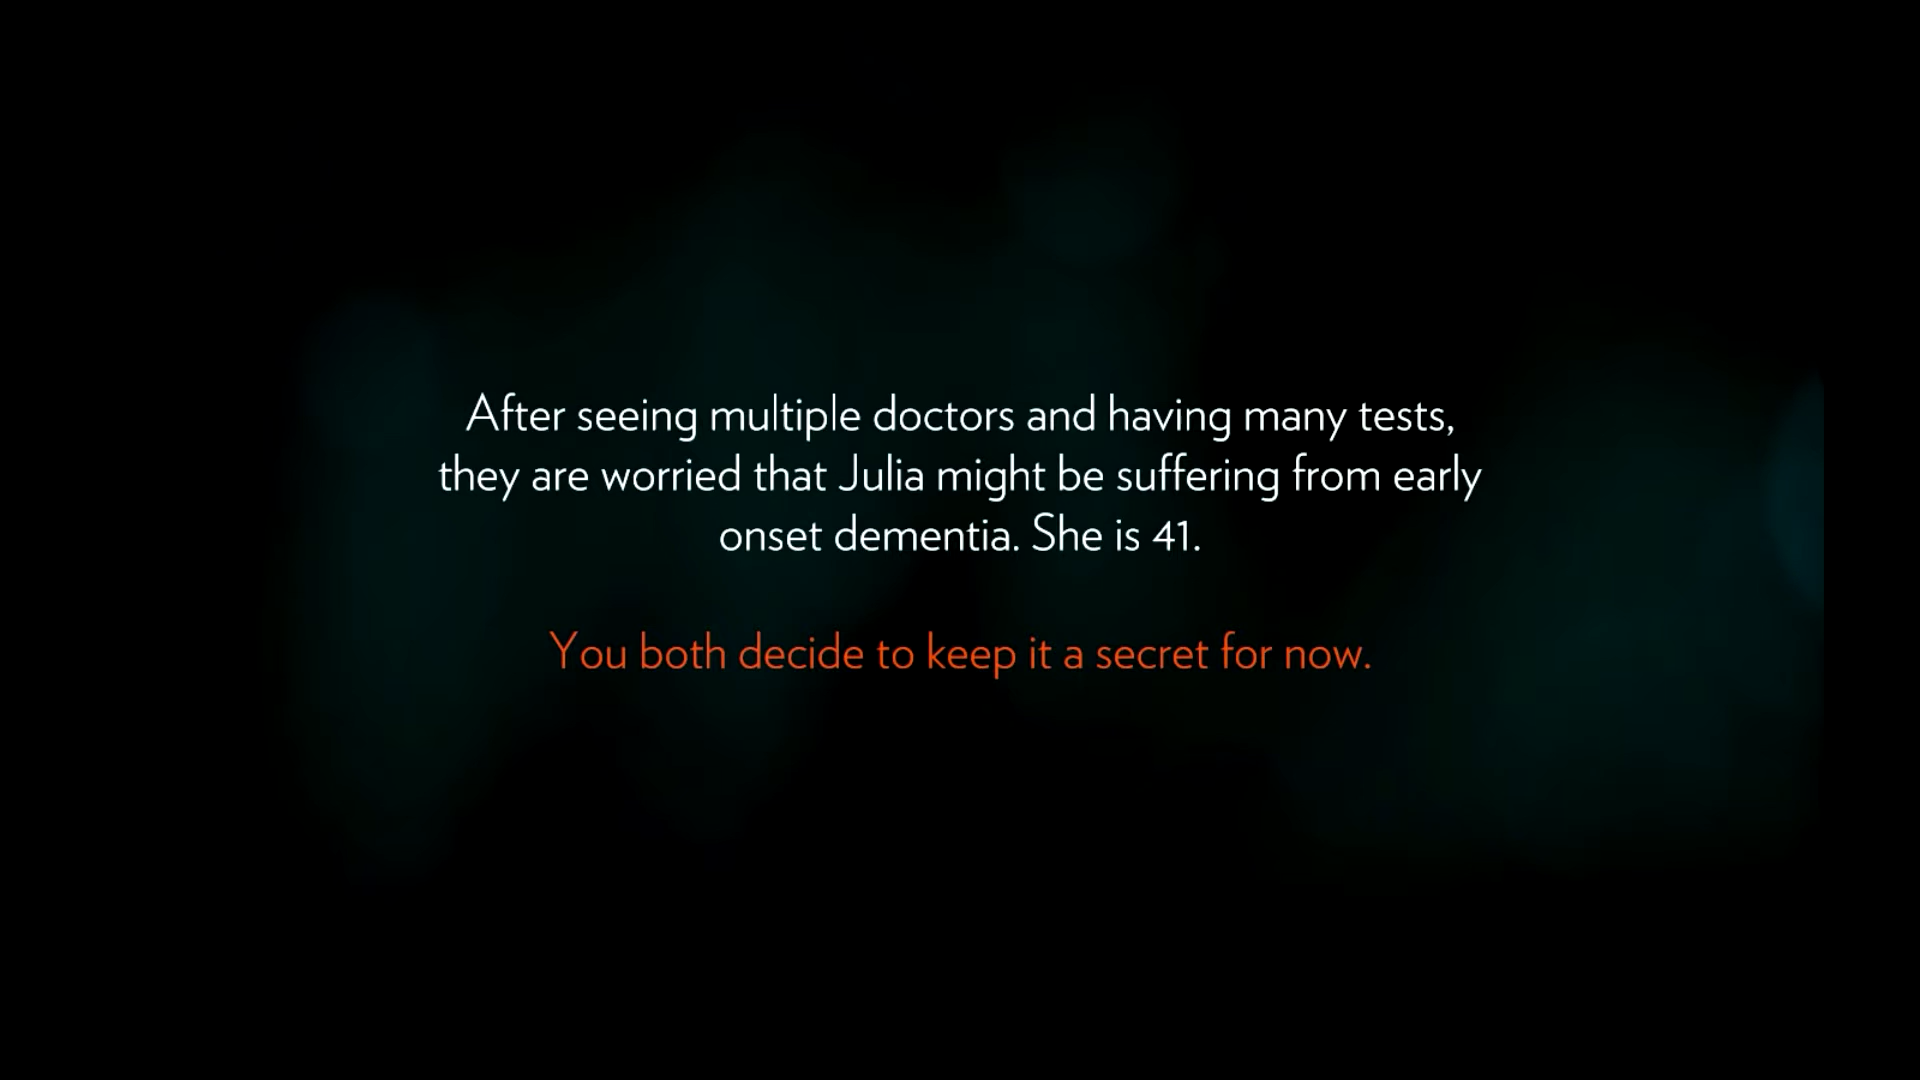 After seeing multiple doctors and having many tests,
they are worried that Julia might be suffering from early
onset dementia. She is 41.
You both decide to keep it a secret for now.